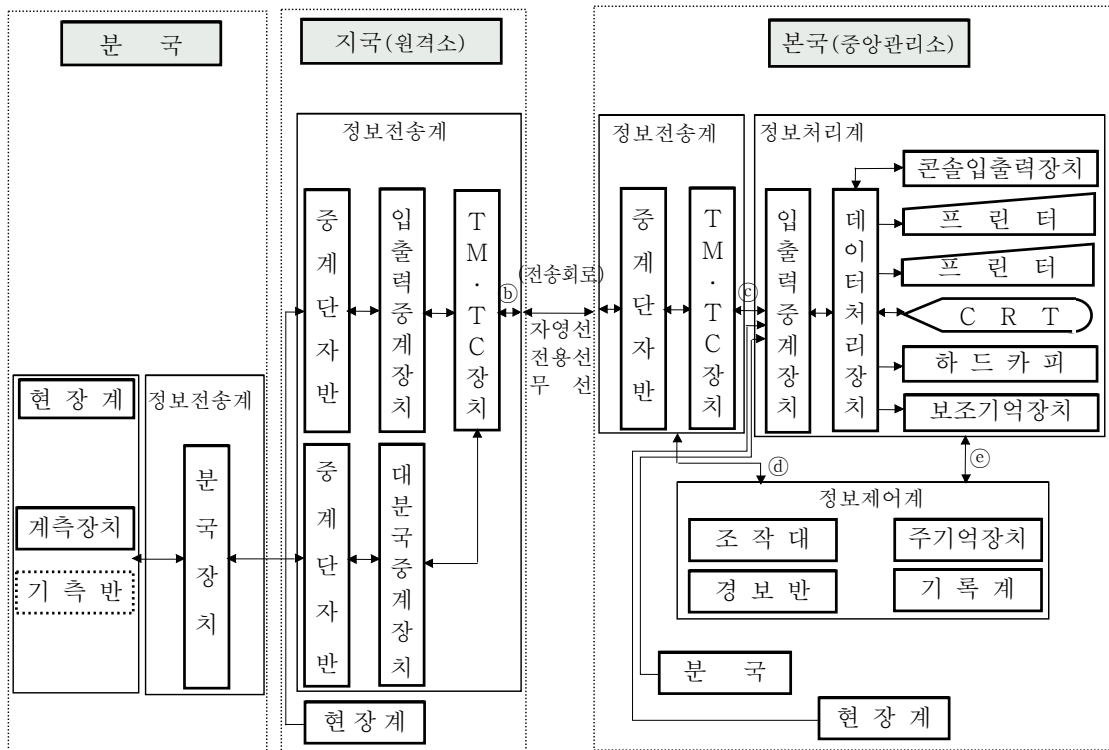 분 국
지국(원격소)
본국(중앙관리소)
현 장 계
계측장치
기 측 반
정보전송계
분국장치
정보전송계
중계단자반
입출력중계장치
TM·TC장치
ⓑ
중계단자반
대분국중계장치
현 장 계
(전송회로)
자영선
전용선
무 선
정보전송계
중계단자반
TM·TC장치
ⓒ
정보처리계
입출력중계장치
데이터처리장치
콘솔입출력장치
프 린 터
프 린 터
C R T
하 드 카 피
보조기억장치
ⓓ
ⓔ
정보제어계
조 작 대
주기억장치
경 보 반
기 록 계
분 국
현 장 계